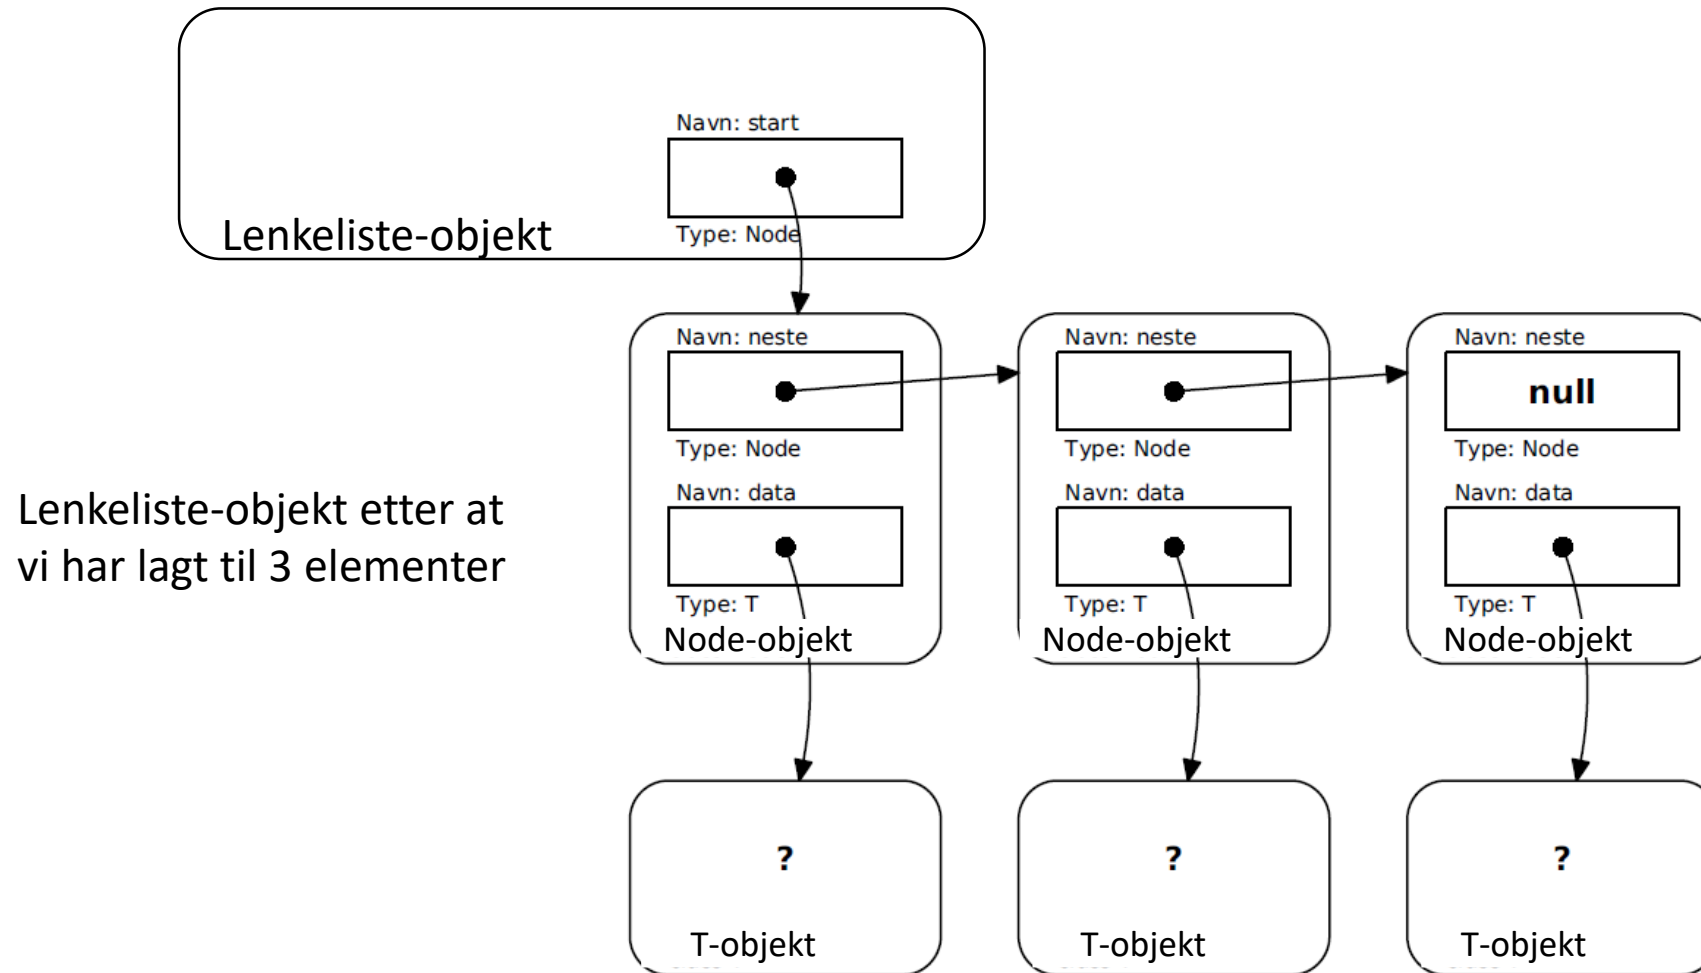 Navn: start
Type: Node
Lenkeliste-objekt
Navn: neste
Navn: neste
Navn: neste
null
Type: Node
Type: Node
Type: Node
Navn: data
Navn: data
Navn: data
Lenkeliste-objekt etter at
vi har lagt til 3 elementer
Type: T
Type: T
Type: T
Node-objekt
Node-objekt
Node-objekt
?
?
?
T-objekt
T-objekt
T-objekt